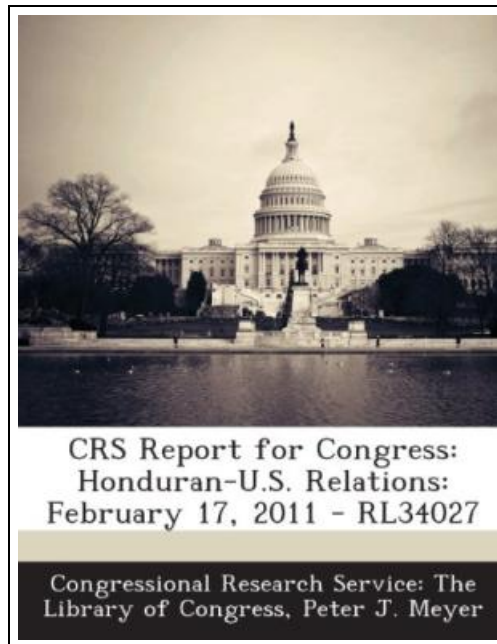 CRS Report for Congress:
Honduran-U.S. Relations:
February 17, 2011 - RL34027
Congressional Research Service: The
Library of Congress, Peter J. Meyer